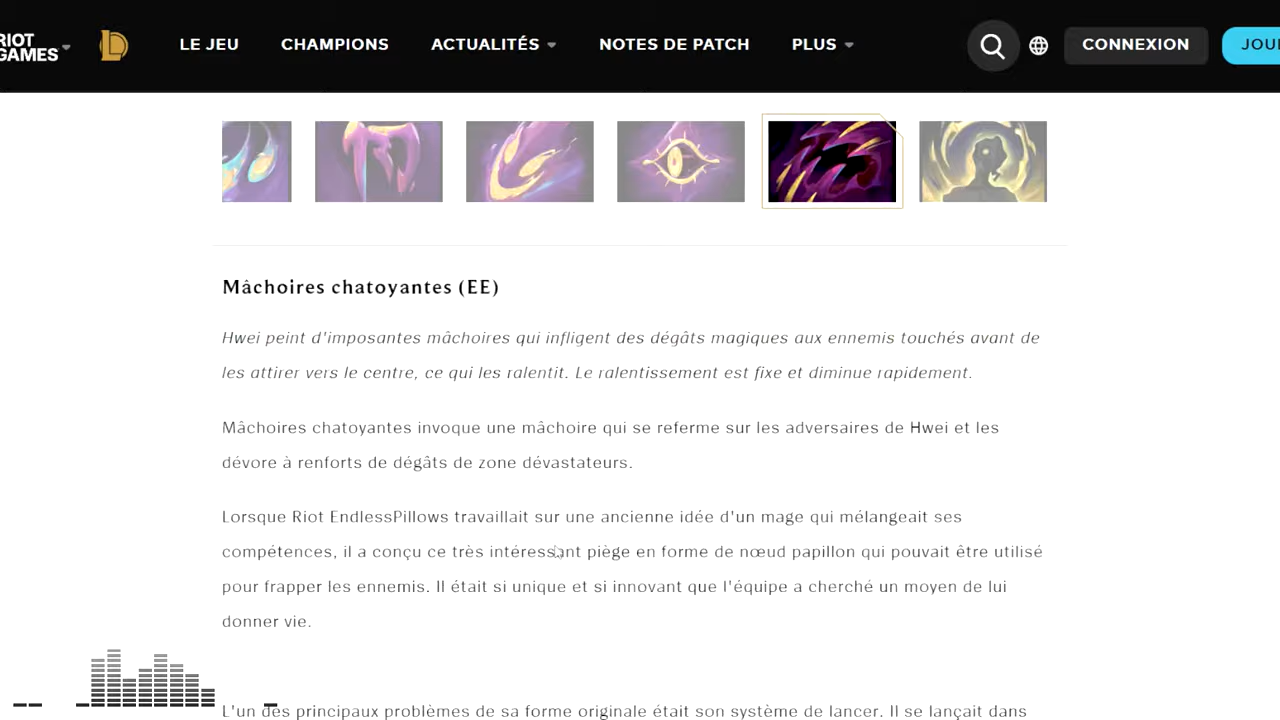 RIOT
GAMES
LE JEU
CHAMPIONS
ACTUALITÉS
NOTES DE PATCH
PLUS
CONNEXION
JOU
Mâchoires chatoyantes (EE)
Hwei peint d'imposantes mâchoires qui infligent des dégâts magiques aux ennemis touchés avant de
les attirer vers le centre, ce qui les ralentit. Le ralentissement est fixe et diminue rapidement.
Mâchoires chatoyantes invoque une mâchoire qui se referme sur les adversaires de Hwei et les
dévore à renforts de dégâts de zone dévastateurs.
Lorsque Riot EndlessPillows travaillait sur une ancienne idée d'un mage qui mélangeait ses
compétences, il a conçu ce très intéressant piège en forme de nœud papillon qui pouvait être utilisé
pour frapper les ennemis. Il était si unique et si innovant que l'équipe a cherché un moyen de lui
donner vie.
L'un des principaux problèmes de sa forme originale était son système de lancer. Il se lançait dans